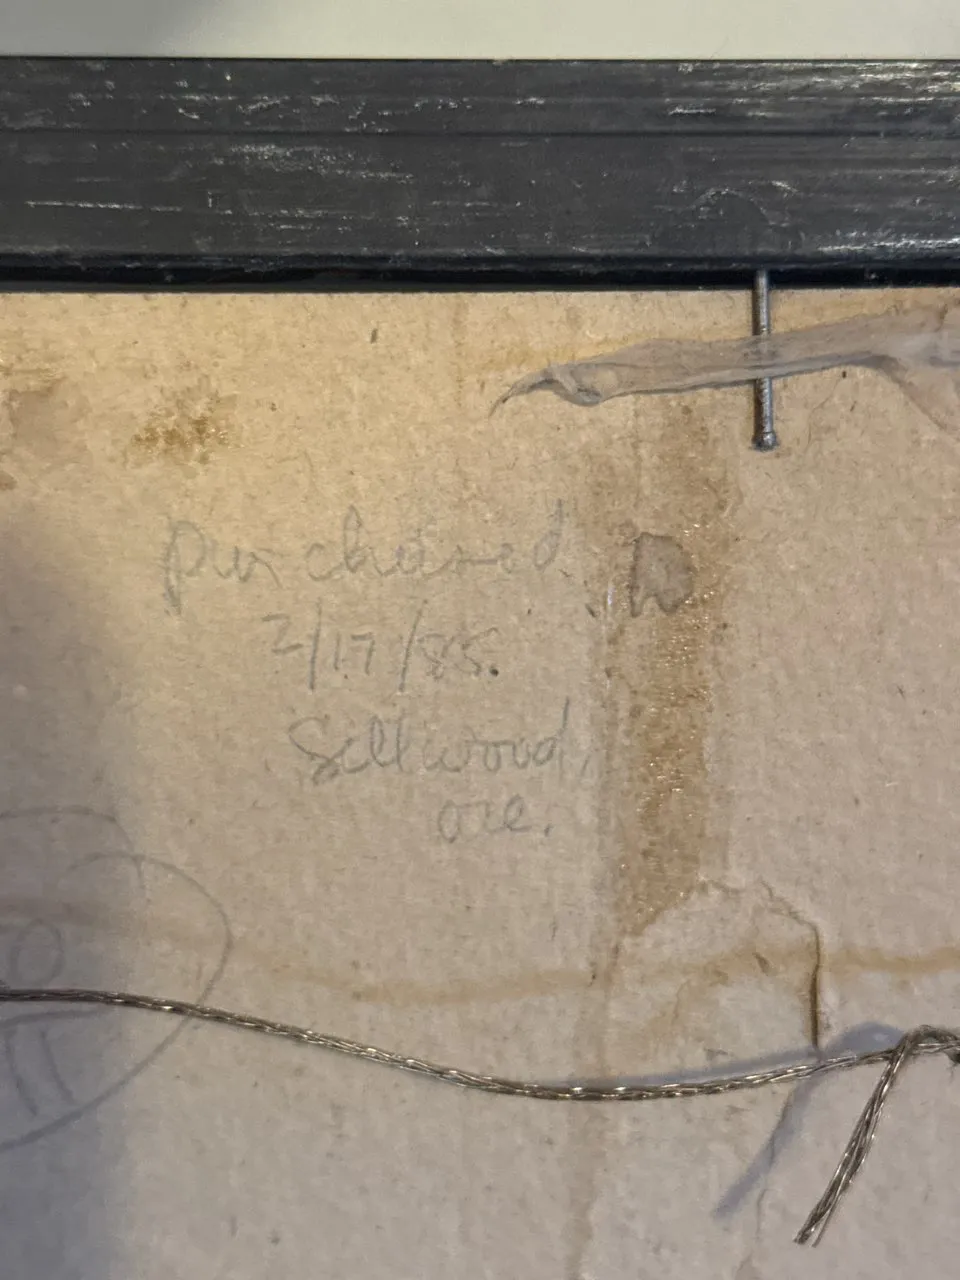 purchased
2/17/85.
Sellwood,
ore.